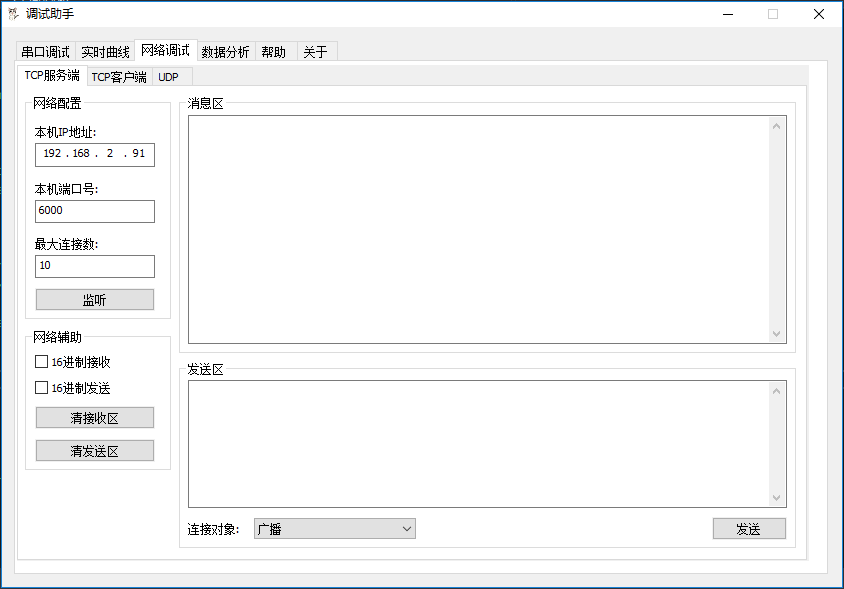 调试助手
串口调试 实时曲线 网络调试 数据分析 帮助 关于
TCP服务端 TCP客户端 UDP
网络配置
本机IP地址:
192 . 168 . 2 . 91
本机端口号:
6000
最大连接数:
10
监听
网络辅助
16进制接收
16进制发送
清接收区
清发送区
消息区
发送区
连接对象: 广播 发送